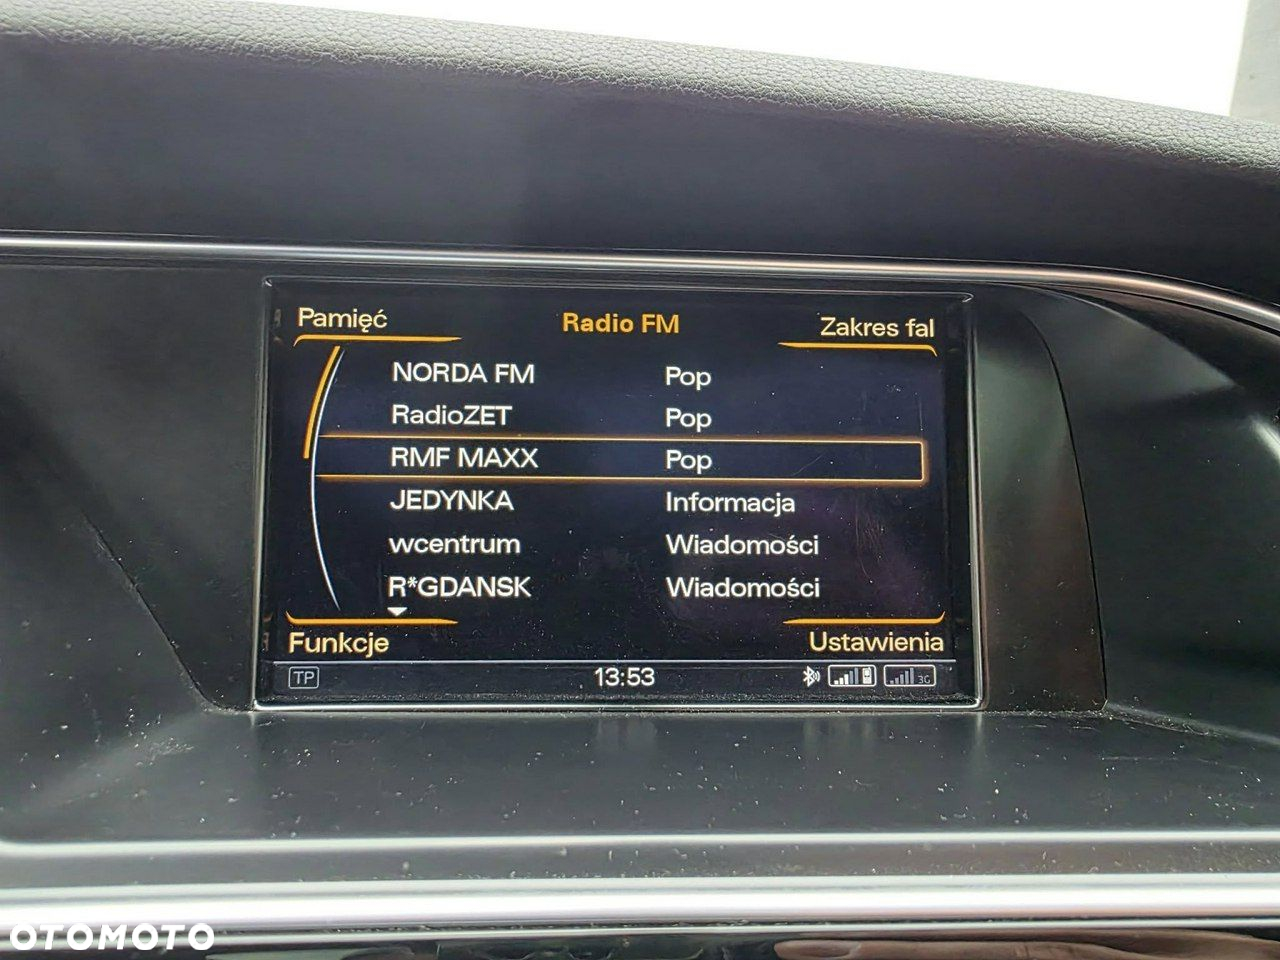 Pamięć Radio FM Zakres fal
NORDA FM Pop
RadioZET Pop
RMF MAXX Pop
JEDYNKA Informacja
wcentrum Wiadomości
R*GDANSK Wiadomości
Funkcje Ustawienia
TP 13:53 3G
OTOMOTO